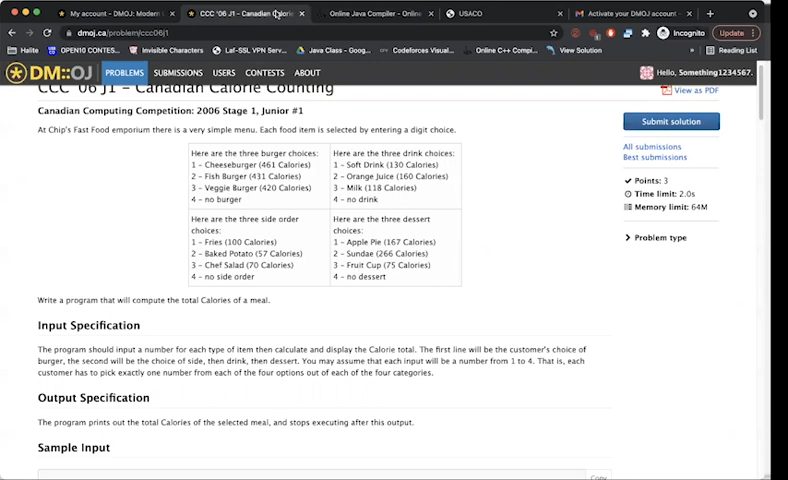 My account - DMOJ: Modern
CCC '06 J1 - Canadian Calorie
Online Java Compiler - Online
USACO
Activate your DMOJ account -
dmoj.ca/problem/ccc06j1
Incognito
Update
Halite
OPEN10 CONTES...
Invisible Characters
Laf-SSL VPN Serv...
Java Class - Goog...
Codeforces Visual...
Online C++ Compi...
View Solution
»
Reading List
DM::OJ
PROBLEMS
SUBMISSIONS
USERS
CONTESTS
ABOUT
Hello, Something1234567.
CCC '06 J1 - Canadian Calorie Counting
View as PDF
Canadian Computing Competition: 2006 Stage 1, Junior #1
At Chip's Fast Food emporium there is a very simple menu. Each food item is selected by entering a digit choice.
Here are the three burger choices:
1 - Cheeseburger (461 Calories)
2 - Fish Burger (431 Calories)
3 - Veggie Burger (420 Calories)
4 - no burger
Here are the three drink choices:
1 - Soft Drink (130 Calories)
2 - Orange Juice (160 Calories)
3 - Milk (118 Calories)
4 - no drink
Here are the three side order
choices:
1 - Fries (100 Calories)
2 - Baked Potato (57 Calories)
3 - Chef Salad (70 Calories)
4 - no side order
Here are the three dessert
choices:
1 - Apple Pie (167 Calories)
2 - Sundae (266 Calories)
3 - Fruit Cup (75 Calories)
4 - no dessert
Write a program that will compute the total Calories of a meal.
Input Specification
The program should input a number for each type of item then calculate and display the Calorie total. The first line will be the customer's choice of
burger, the second will be the choice of side, then drink, then dessert. You may assume that each input will be a number from 1 to 4. That is, each
customer has to pick exactly one number from each of the four options out of each of the four categories.
Output Specification
The program prints out the total Calories of the selected meal, and stops executing after this output.
Sample Input
Copy
Submit solution
All submissions
Best submissions
Points: 3
Time limit: 2.0s
Memory limit: 64M
Problem type